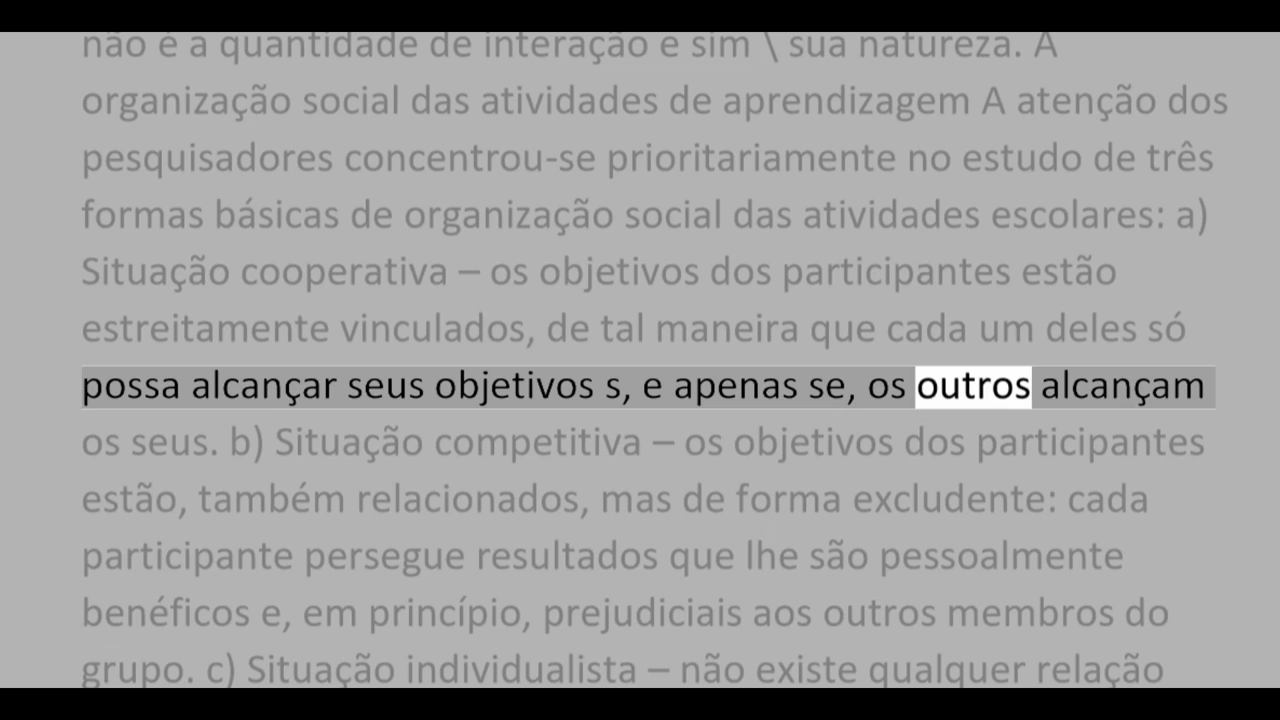 não é a quantidade de interação e sim \ sua natureza. A
organização social das atividades de aprendizagem A atenção dos
pesquisadores concentrou-se prioritariamente no estudo de três
formas básicas de organização social das atividades escolares: a)
Situação cooperativa – os objetivos dos participantes estão
estreitamente vinculados, de tal maneira que cada um deles só
possa alcançar seus objetivos s, e apenas se, os outros alcançam
os seus. b) Situação competitiva – os objetivos dos participantes
estão, também relacionados, mas de forma excludente: cada
participante persegue resultados que lhe são pessoalmente
benéficos e, em princípio, prejudiciais aos outros membros do
grupo. c) Situação individualista – não existe qualquer relação